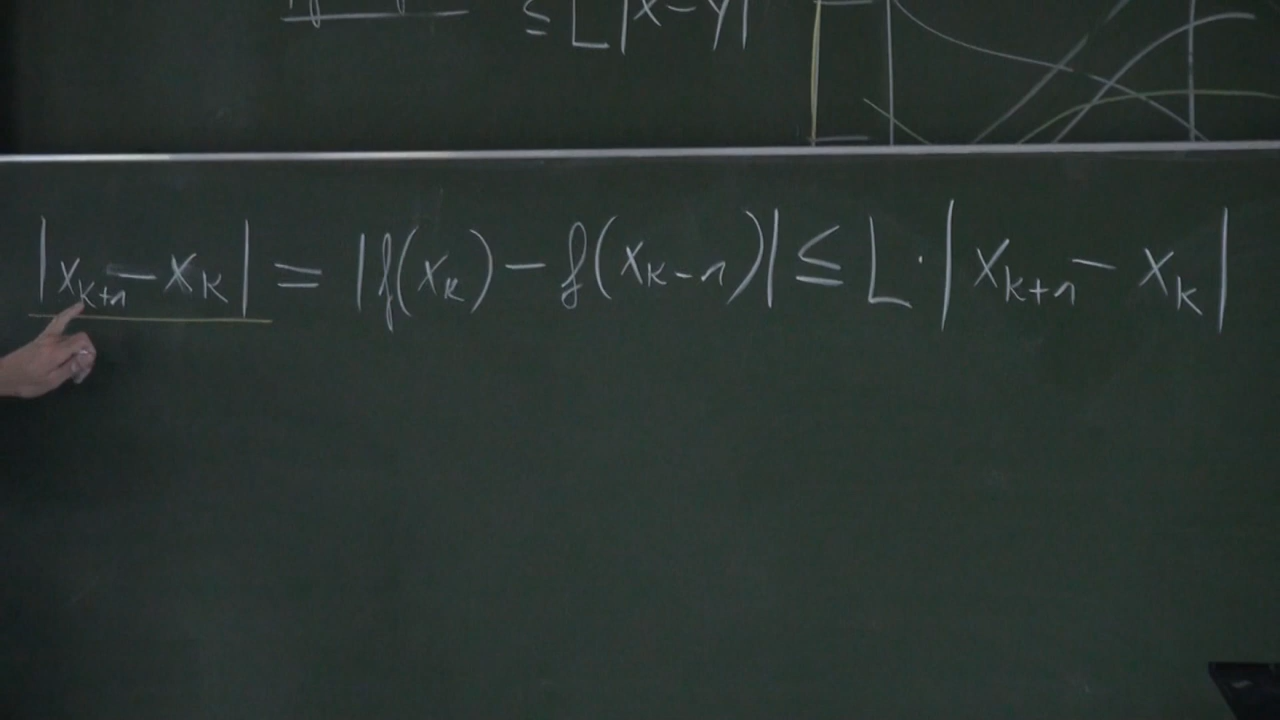 ≤ L|x-y|
|x_{k+1} - x_k| = |f(x_k) - f(x_{k-1})| ≤ L · |x_{k+1} - x_k|